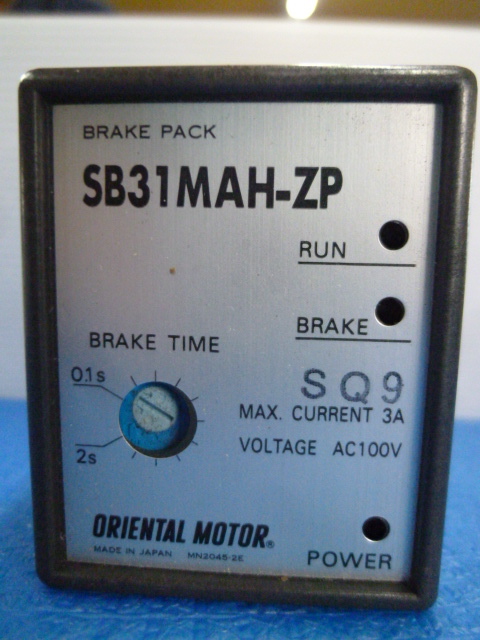 BRAKE PACK
SB31MAH-ZP
RUN
BRAKE
BRAKE TIME
0.1s
2s
SQ9
MAX. CURRENT 3A
VOLTAGE AC100V
ORIENTAL MOTOR®
MADE IN JAPAN MN2045-2E
POWER